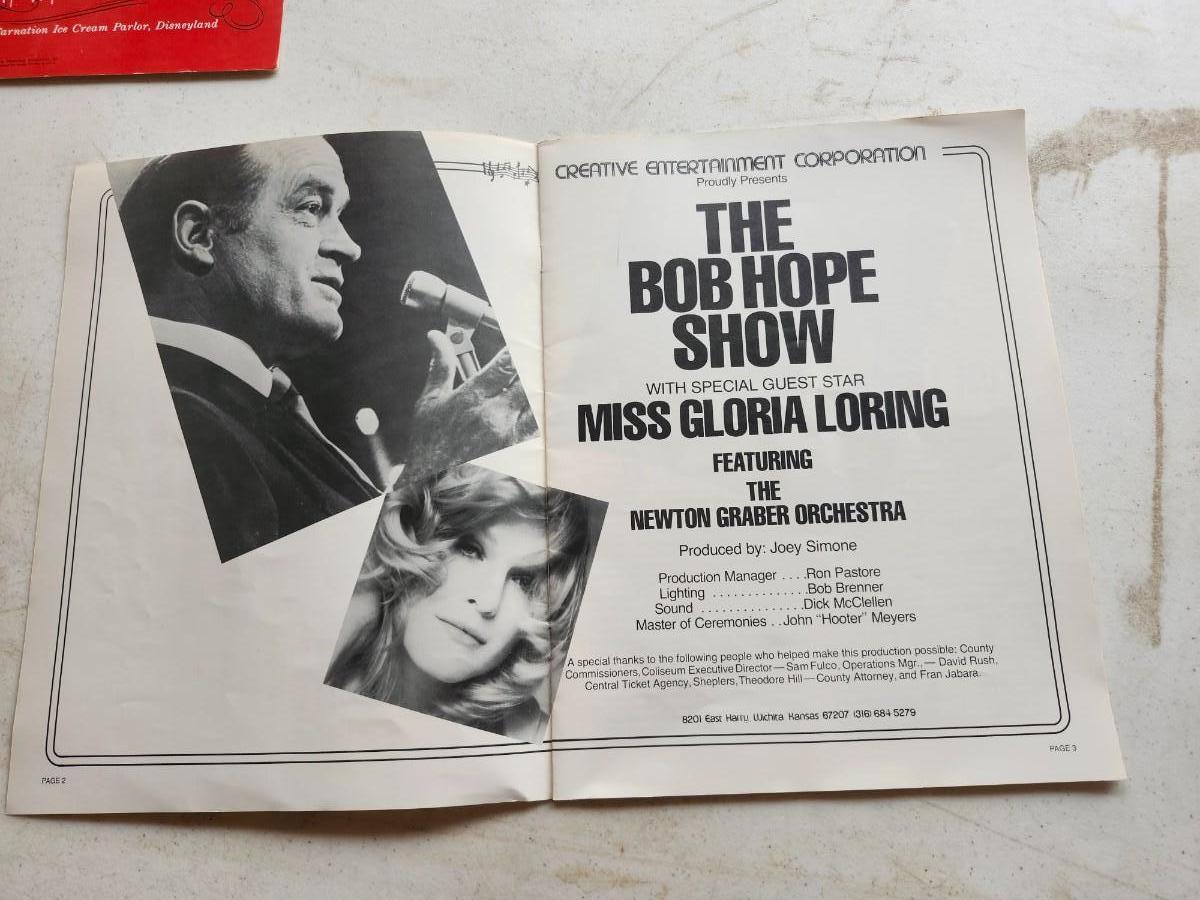 arnation Ice Cream Parlor, Disneyland
CREATIVE ENTERTAINMENT CORPORATION
Proudly Presents
THE
BOB HOPE
SHOW
WITH SPECIAL GUEST STAR
MISS GLORIA LORING
FEATURING
THE
NEWTON GRABER ORCHESTRA
Produced by: Joey Simone
Production Manager . . . .Ron Pastore
Lighting . . . . . . . . . . . . . .Bob Brenner
Sound . . . . . . . . . . . . . . .Dick McClellen
Master of Ceremonies . .John "Hooter" Meyers
A special thanks to the following people who helped make this production possible: County
Commissioners, Coliseum Executive Director — Sam Fulco, Operations Mgr., — David Rush,
Central Ticket Agency, Sheplers, Theodore Hill — County Attorney, and Fran Jabara.
8201 East Harry, Wichita Kansas 67207 (316) 684-5279
PAGE 2
PAGE 3